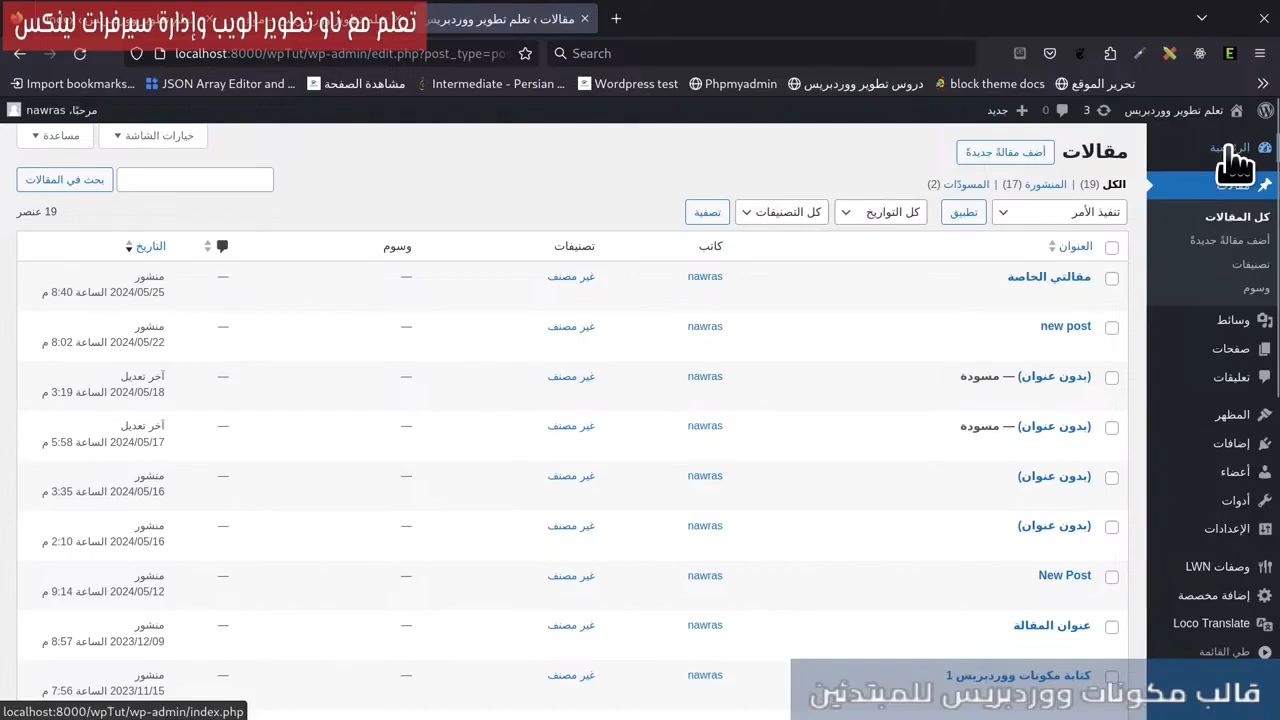 تعلم مع ناو تطوير الويب وإدارة سيرفرات لينكس
مقالات ‹ تعلم تطوير ووردبريس
localhost:8000/wpTut/wp-admin/edit.php?post_type=pos
Search
Import bookmarks...
JSON Array Editor and ...
مشاهدة الصفحة
Intermediate - Persian ...
Wordpress test
Phpmyadmin
دروس تطوير ووردبريس
block theme docs
تحرير الموقع
تعلم تطوير ووردبريس
3
0
جديد
مرحبًا، nawras
خيارات الشاشة
مساعدة
مقالات
أضف مقالةً جديدةً
الكل (19) | المنشورة (17) | المسودّات (2)
بحث في المقالات
تنفيذ الأمر
تطبيق
كل التواريخ
كل التصنيفات
تصفية
19 عنصر
العنوان
كاتب
تصنيفات
وسوم
التاريخ
مقالتي الخاصة
nawras
غير مصنف
—
—
منشور
2024/05/25 الساعة 8:40 م
new post
nawras
غير مصنف
—
—
منشور
2024/05/22 الساعة 8:02 م
(بدون عنوان) — مسودة
nawras
غير مصنف
—
—
آخر تعديل
2024/05/18 الساعة 3:19 م
(بدون عنوان) — مسودة
nawras
غير مصنف
—
—
آخر تعديل
2024/05/17 الساعة 5:58 م
(بدون عنوان)
nawras
غير مصنف
—
—
منشور
2024/05/16 الساعة 3:35 م
(بدون عنوان)
nawras
غير مصنف
—
—
منشور
2024/05/16 الساعة 2:10 م
New Post
nawras
غير مصنف
—
—
منشور
2024/05/12 الساعة 9:14 م
عنوان المقالة
nawras
غير مصنف
—
—
منشور
2023/12/09 الساعة 8:57 م
كتابة مكونات ووردبريس 1
nawras
غير مصنف
—
—
منشور
2023/11/15 الساعة 7:56 م
كل المقالات
أضف مقالةً جديدةً
تصنيفات
وسوم
وسائط
صفحات
تعليقات
المظهر
إضافات
أعضاء
أدوات
الإعدادات
وصفات LWN
إضافة مخصصة
Loco Translate
طي القائمة
قالب مكونات ووردبريس للمبتدئين
localhost:8000/wpTut/wp-admin/index.php